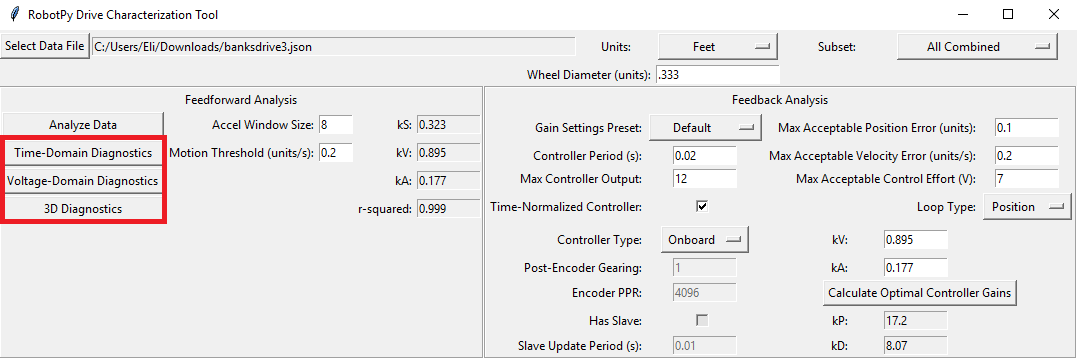 RobotPy Drive Characterization Tool
Select Data File C:/Users/Eli/Downloads/banksdrive3.json Units: Feet Subset: All Combined
Wheel Diameter (units): .333
Feedforward Analysis
Analyze Data Accel Window Size: 8 kS: 0.323
Time-Domain Diagnostics Motion Threshold (units/s): 0.2 kV: 0.895
Voltage-Domain Diagnostics kA: 0.177
3D Diagnostics r-squared: 0.999
Feedback Analysis
Gain Settings Preset: Default Max Acceptable Position Error (units): 0.1
Controller Period (s): 0.02 Max Acceptable Velocity Error (units/s): 0.2
Max Controller Output: 12 Max Acceptable Control Effort (V): 7
Time-Normalized Controller: Loop Type: Position
Controller Type: Onboard kV: 0.895
Post-Encoder Gearing: 1 kA: 0.177
Encoder PPR: 4096 Calculate Optimal Controller Gains
Has Slave: kP: 17.2
Slave Update Period (s): 0.01 kD: 8.07